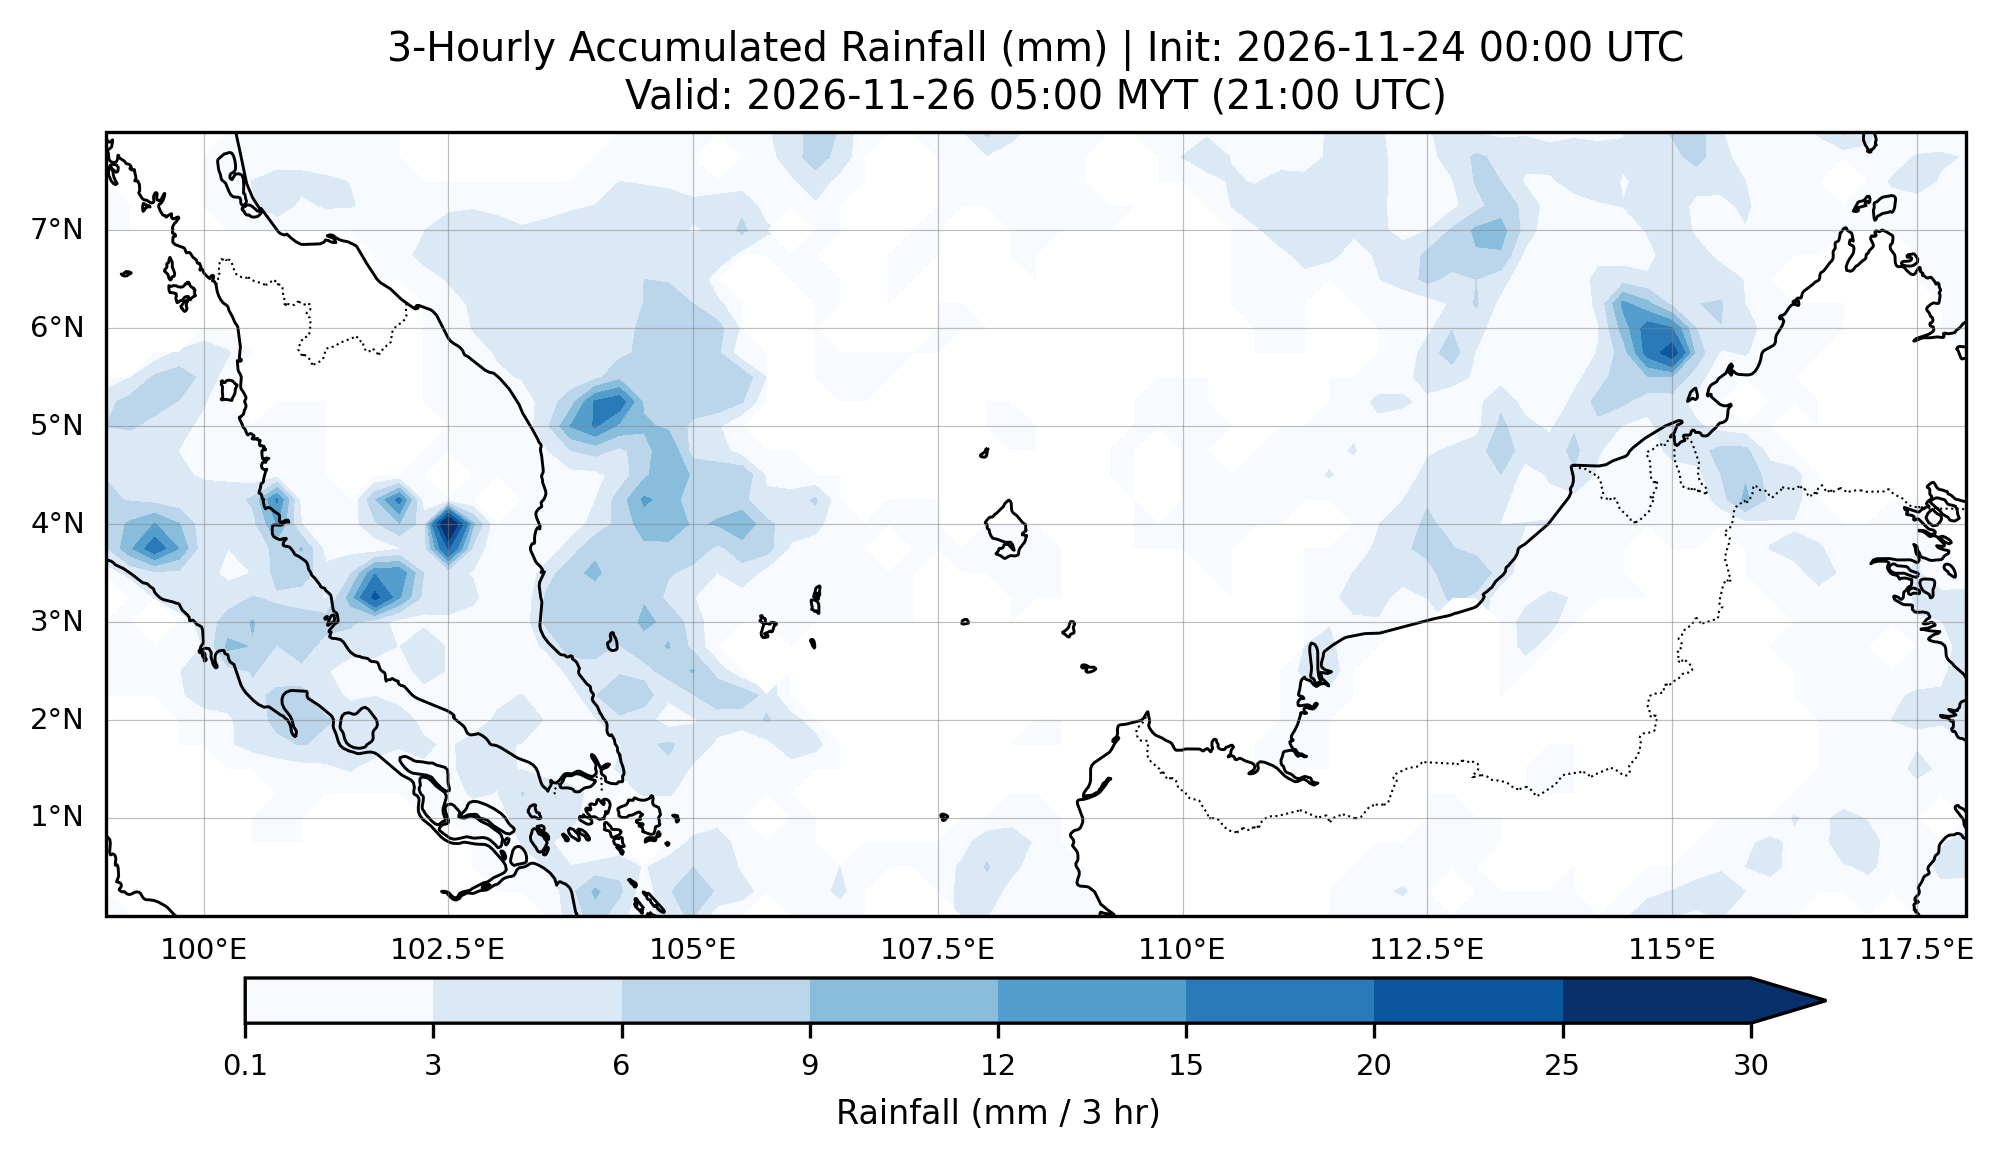 3-Hourly Accumulated Rainfall (mm) | Init: 2026-11-24 00:00 UTC
Valid: 2026-11-26 05:00 MYT (21:00 UTC)
7°N
6°N
5°N
4°N
3°N
2°N
1°N
100°E 102.5°E 105°E 107.5°E 110°E 112.5°E 115°E 117.5°E
0.1 3 6 9 12 15 20 25 30
Rainfall (mm / 3 hr)